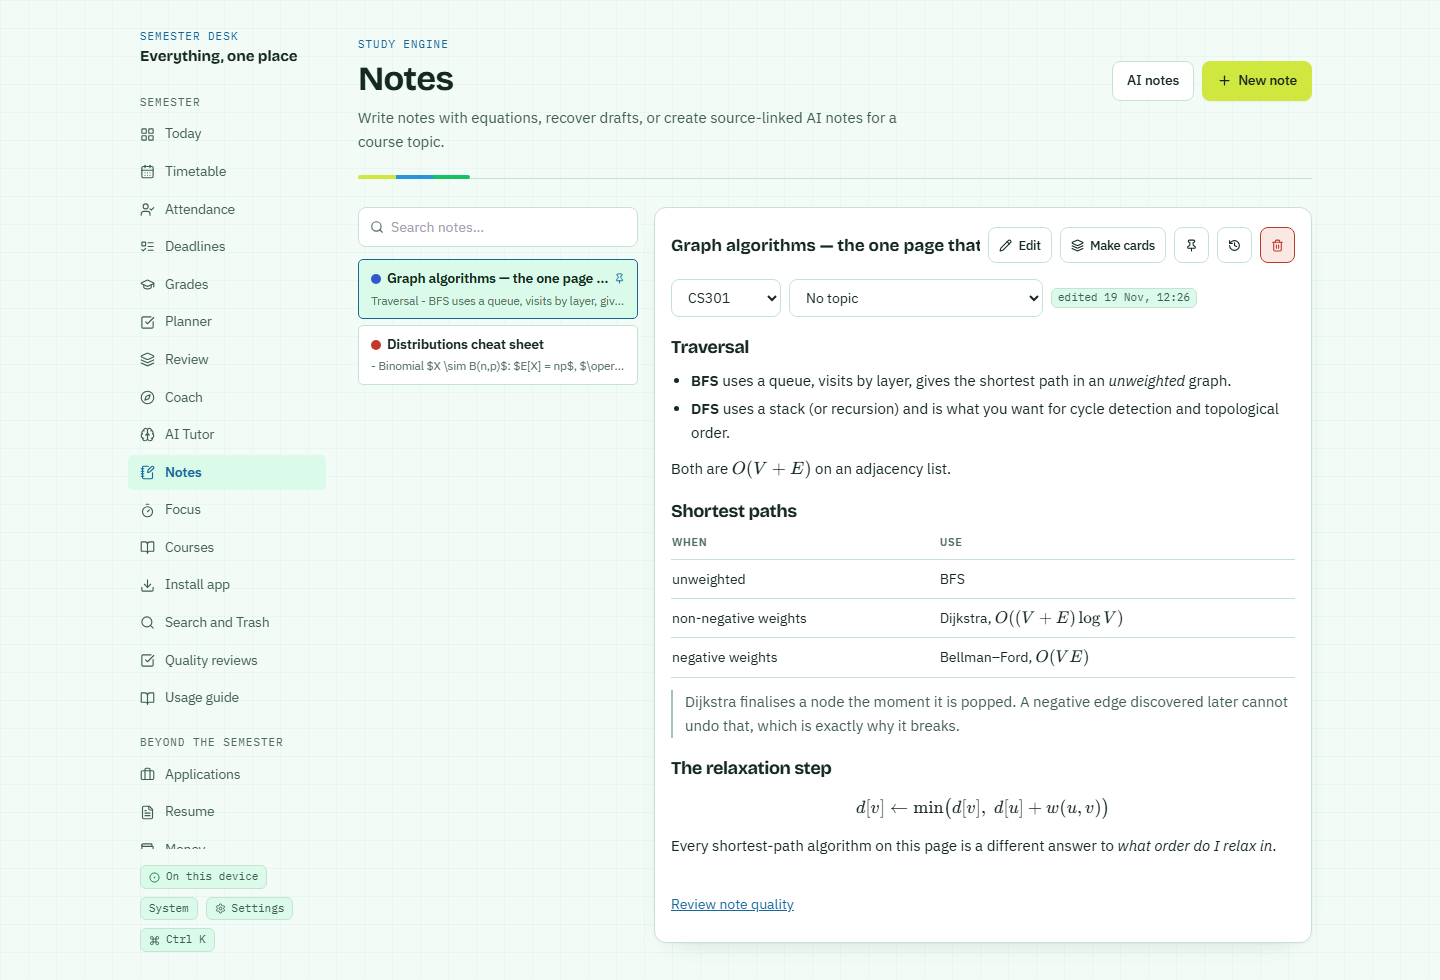 SEMESTER DESK
Everything, one place
SEMESTER
Today
Timetable
Attendance
Deadlines
Grades
Planner
Review
Coach
AI Tutor
Notes
Focus
Courses
Install app
Search and Trash
Quality reviews
Usage guide
BEYOND THE SEMESTER
Applications
Resume
Money
On this device
System
Settings
⌘ Ctrl K
STUDY ENGINE
Notes
Write notes with equations, recover drafts, or create source-linked AI notes for a
course topic.
AI notes
+ New note
Search notes…
Graph algorithms — the one page …
Traversal - BFS uses a queue, visits by layer, giv…
Distributions cheat sheet
- Binomial $X \sim B(n,p)$: $E[X] = np$, $\oper…
Graph algorithms — the one page that
Edit
Make cards
CS301
No topic
edited 19 Nov, 12:26
Traversal
• BFS uses a queue, visits by layer, gives the shortest path in an unweighted graph.
• DFS uses a stack (or recursion) and is what you want for cycle detection and topological
order.
Both are O(V + E) on an adjacency list.
Shortest paths
WHEN USE
unweighted BFS
non-negative weights Dijkstra, O((V + E) log V)
negative weights Bellman–Ford, O(VE)
Dijkstra finalises a node the moment it is popped. A negative edge discovered later cannot
undo that, which is exactly why it breaks.
The relaxation step
d[v] ← min(d[v], d[u] + w(u, v))
Every shortest-path algorithm on this page is a different answer to what order do I relax in.
Review note quality